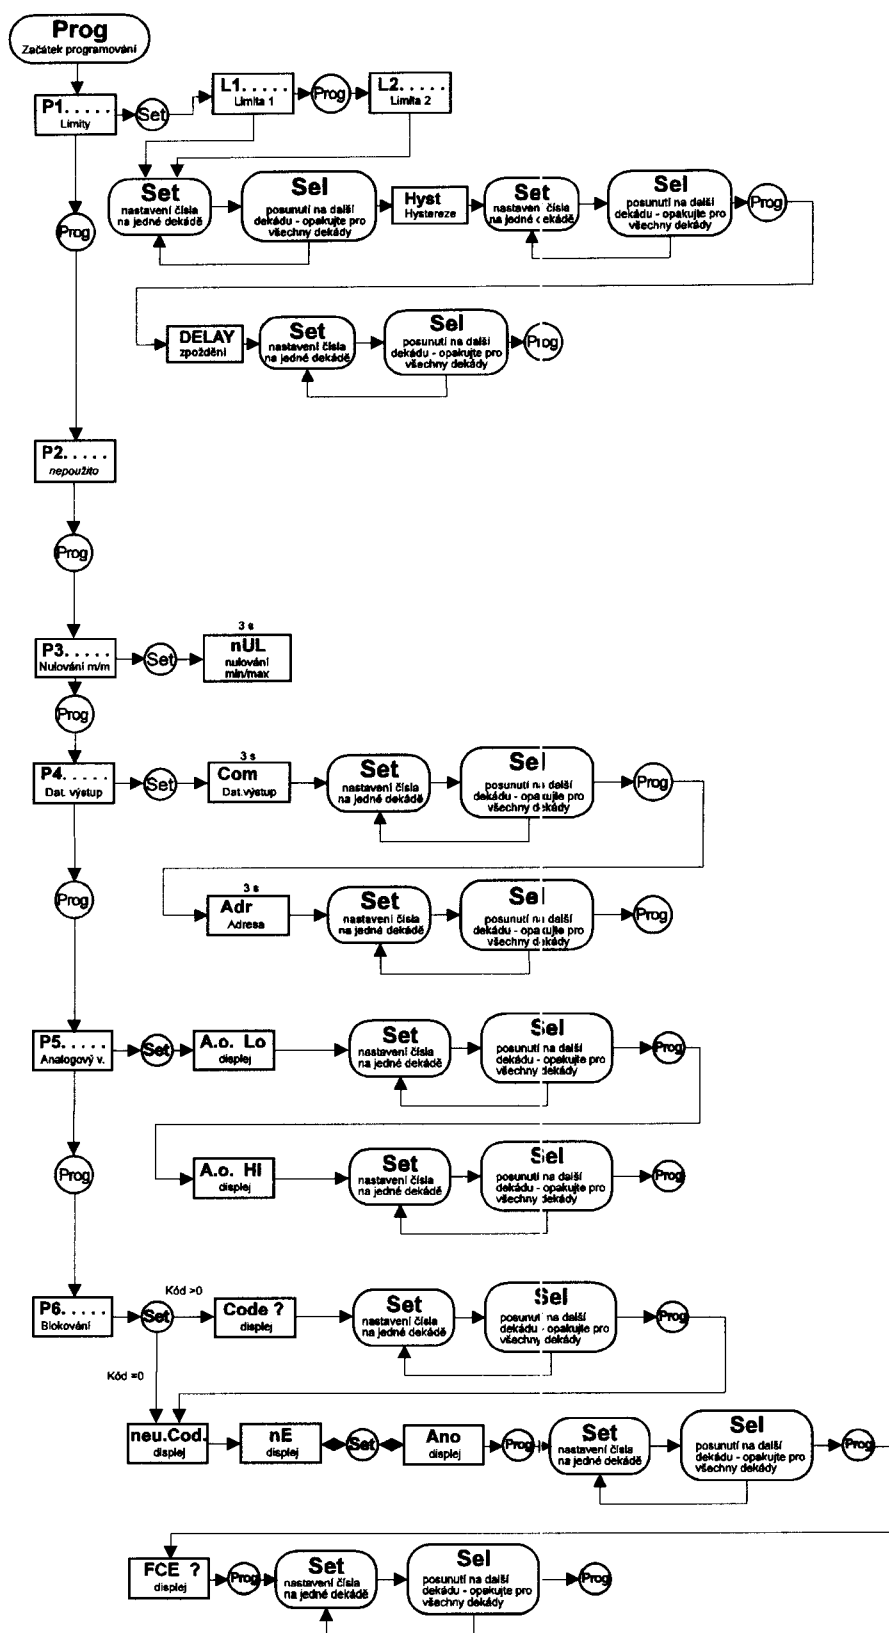 Prog
Začátek programování
P1. . . . .
Limity
Set
L1. . . . .
Limita 1
Prog
L2. . . . .
Limita 2
Set
nastavení čísla
na jedné dekádě
Sel
posunutí na další
dekádu - opakujte pro
všechny dekády
Hyst
Hystereze
Set
nastavení čísla
na jedné dekádě
Sel
posunutí na další
dekádu - opakujte pro
všechny dekády
Prog
Prog
DELAY
zpoždění
Set
nastavení čísla
na jedné dekádě
Sel
posunutí na další
dekádu - opakujte pro
všechny dekády
Prog
P2. . . . .
nepoužito
Prog
P3. . . . .
Nulování m/m
Set
3 s
nUL
nulování
min/max
Prog
P4. . . . .
Dat. výstup
Set
3 s
Com
Dat.výstup
Set
nastavení čísla
na jedné dekádě
Sel
posunutí na další
dekádu - opakujte pro
všechny dekády
Prog
Prog
3 s
Adr
Adresa
Set
nastavení čísla
na jedné dekádě
Sel
posunutí na další
dekádu - opakujte pro
všechny dekády
Prog
P5. . . . .
Analogový v.
Set
A.o. Lo
displej
Set
nastavení čísla
na jedné dekádě
Sel
posunutí na další
dekádu - opakujte pro
všechny dekády
Prog
Prog
A.o. Hi
displej
Set
nastavení čísla
na jedné dekádě
Sel
posunutí na další
dekádu - opakujte pro
všechny dekády
Prog
P6. . . . .
Blokování
Set
Kód >0
Code ?
displej
Set
nastavení čísla
na jedné dekádě
Sel
posunutí na další
dekádu - opakujte pro
všechny dekády
Prog
Kód =0
neu.Cod.
displej
nE
displej
Set
Ano
displej
Prog
Set
nastavení čísla
na jedné dekádě
Sel
posunutí na další
dekádu - opakujte pro
všechny dekády
Prog
FCE ?
displej
Prog
Set
nastavení čísla
na jedné dekádě
Sel
posunutí na další
dekádu - opakujte pro
všechny dekády
Prog